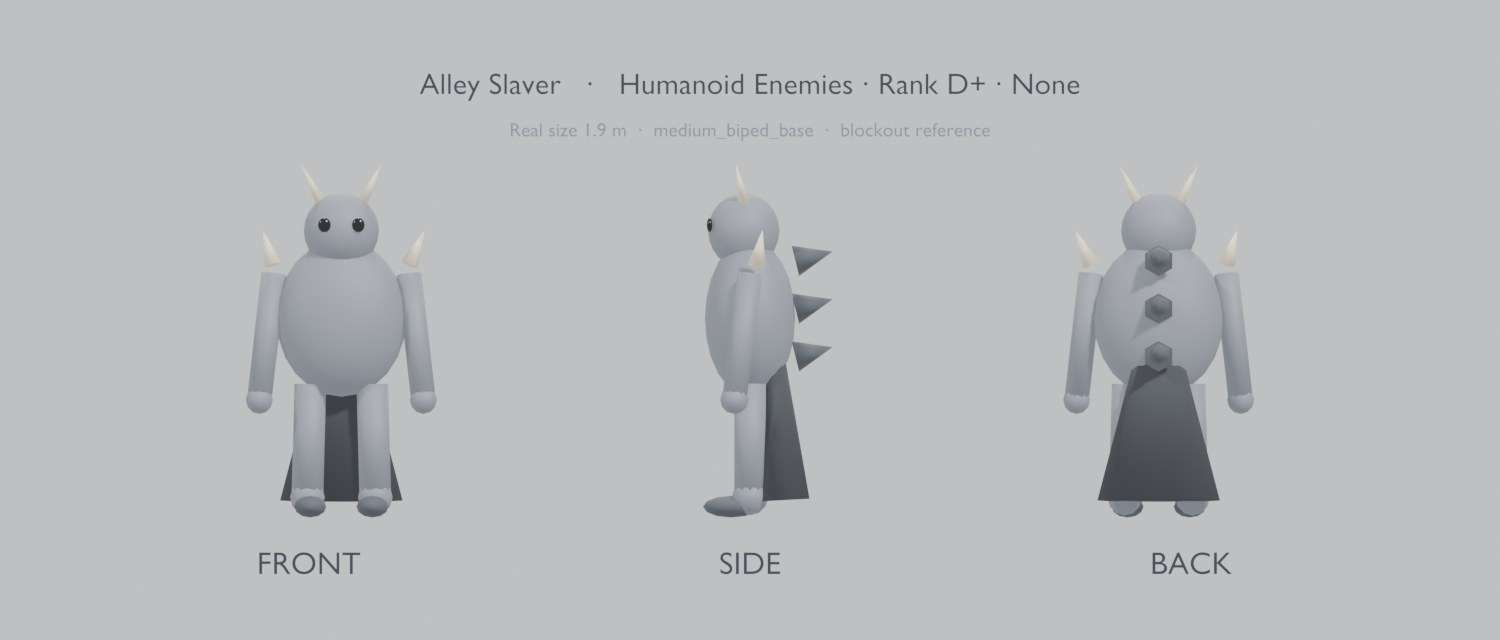 Alley Slaver · Humanoid Enemies · Rank D+ · None
Real size 1.9 m · medium_biped_base · blockout reference
FRONT SIDE BACK